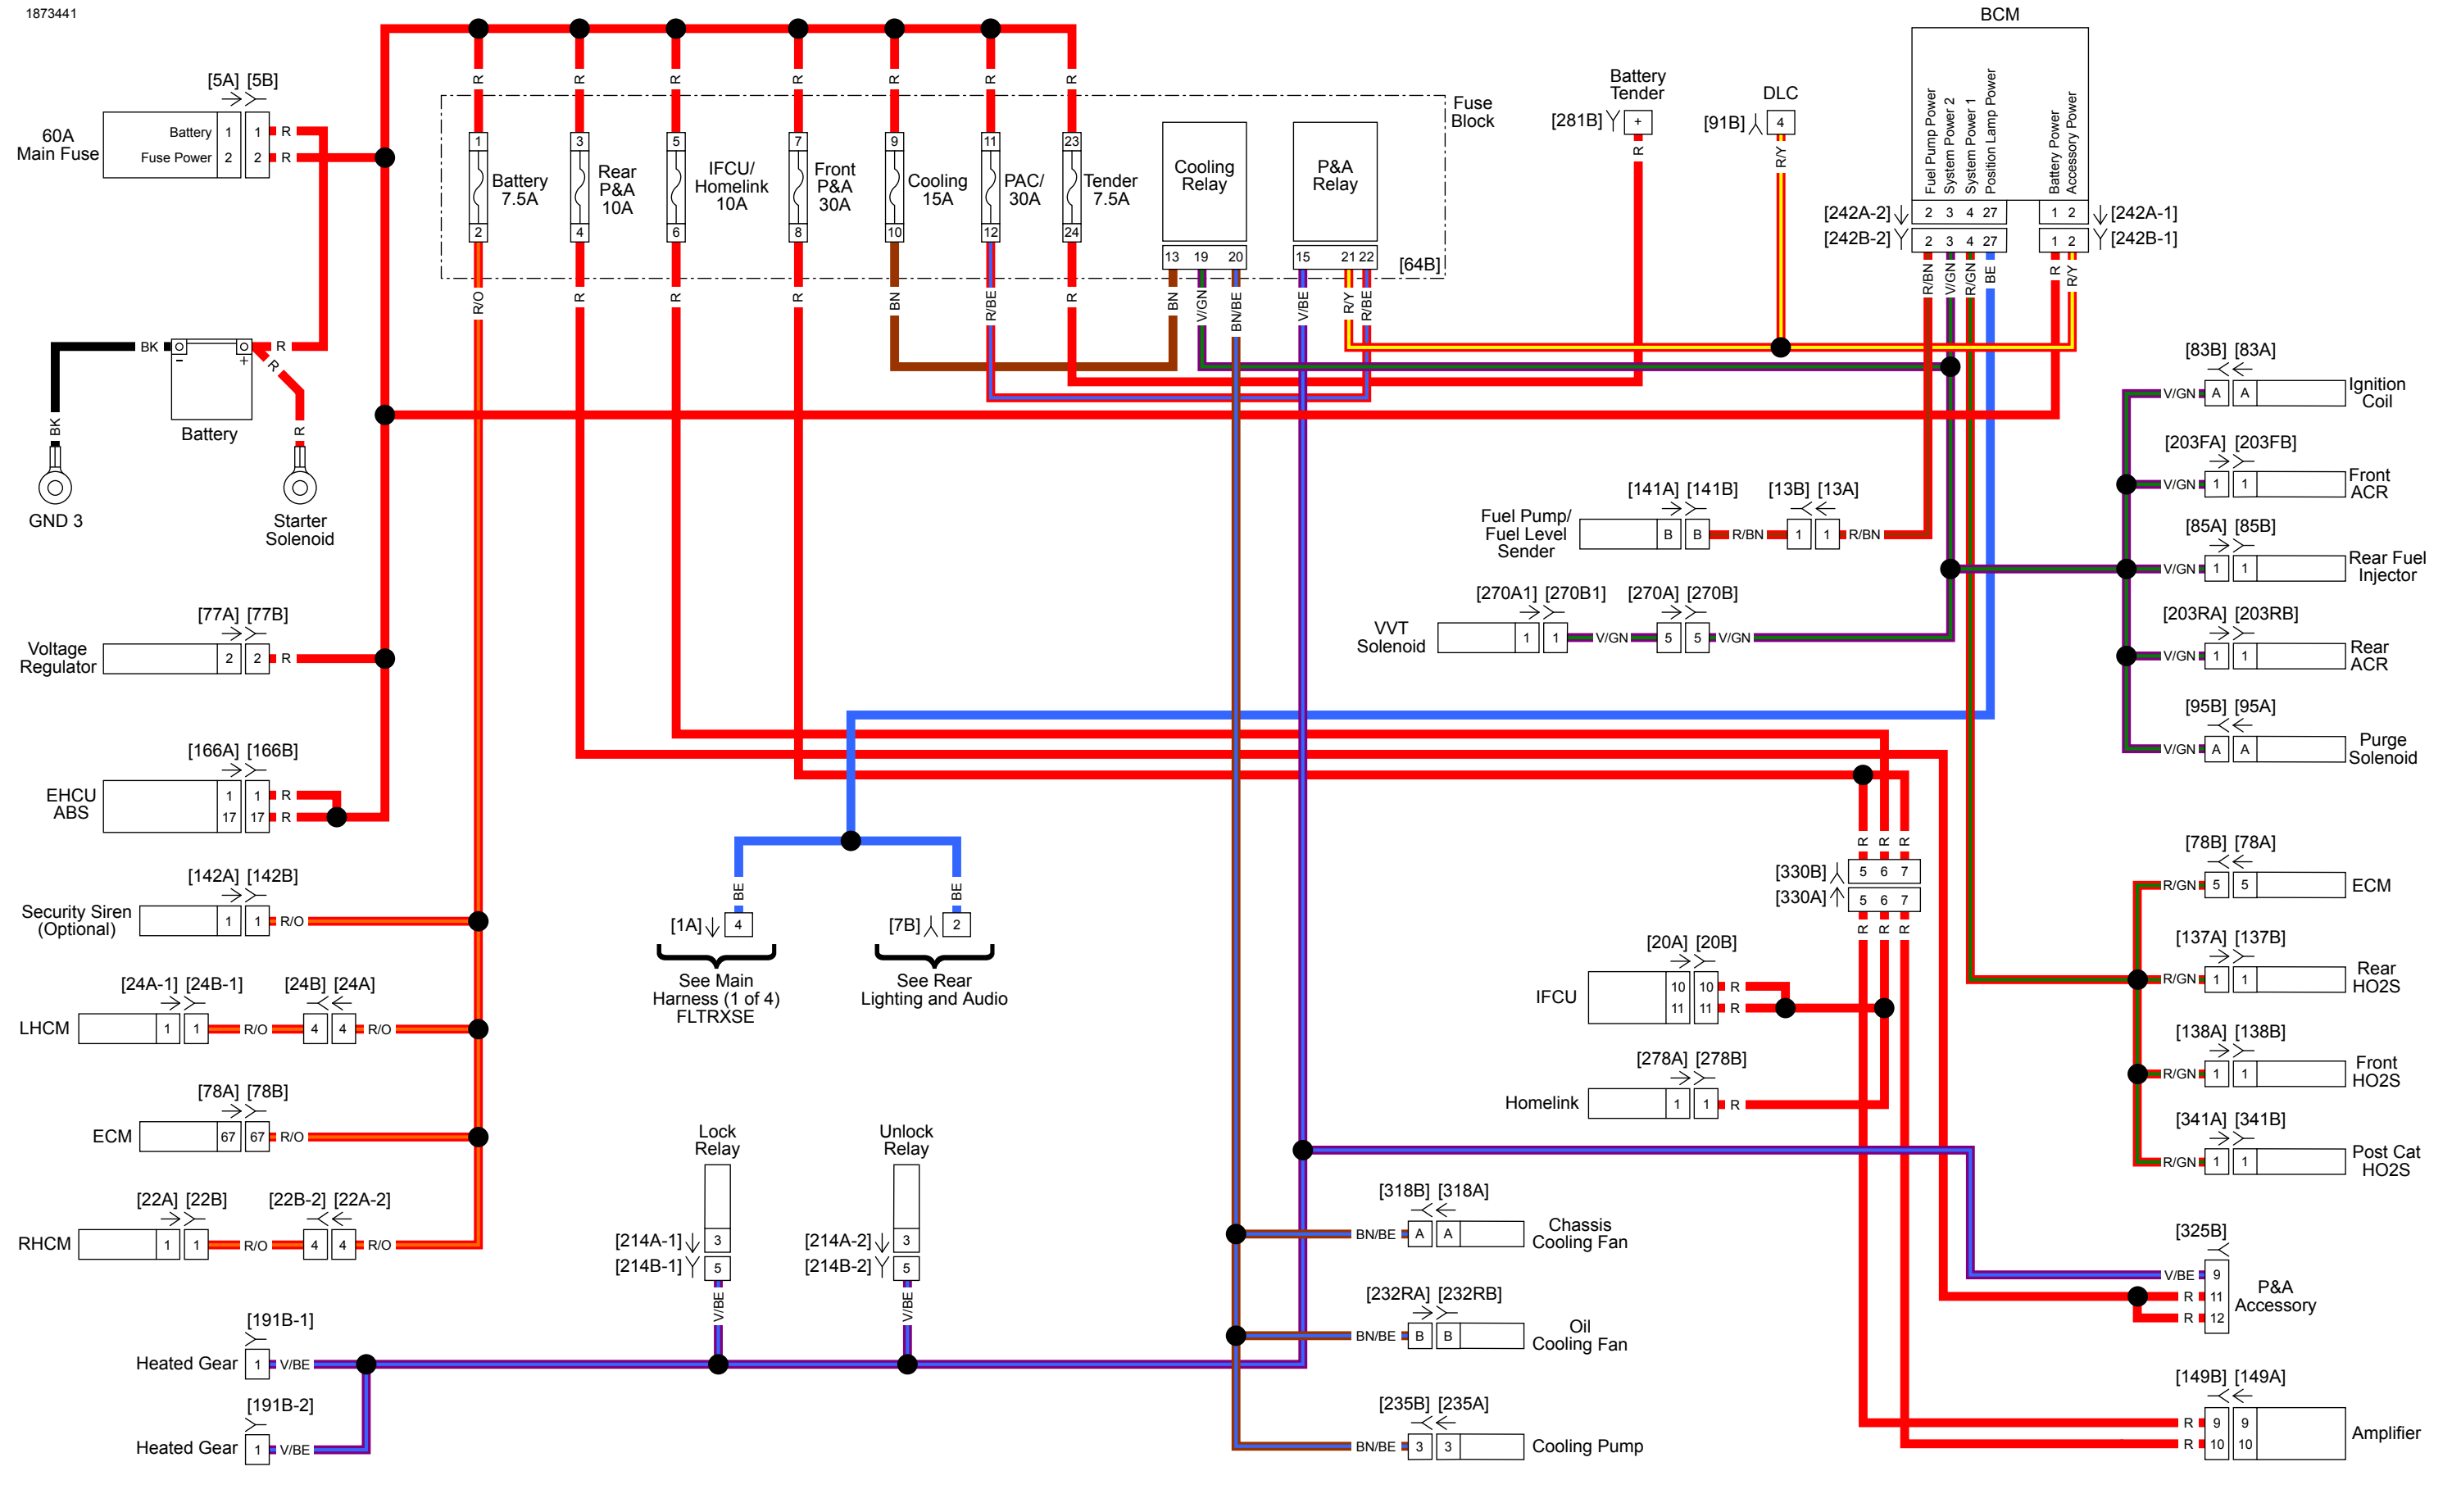 1873441
[5A] [5B]
60A
Main Fuse
Battery 1 1 R
Fuse Power 2 2 R
R R R R R R R
Fuse
Block
1 3 5 7 9 11 23
Battery
7.5A
Rear
P&A
10A
IFCU/
Homelink
10A
Front
P&A
30A
Cooling
15A
PAC/
30A
Tender
7.5A
2 4 6 8 10 12 24
Cooling
Relay
13 19 20
P&A
Relay
15 21 22
[64B]
R/O R R R BN R/BE R BN V/GN BN/BE V/BE R/Y R/BE
Battery
Tender
[281B] +
R
DLC
[91B] 4
R/Y
BCM
Fuel Pump Power
System Power 2
System Power 1
Position Lamp Power
Battery Power
Accessory Power
[242A-2] 2 3 4 27 1 2 [242A-1]
[242B-2] 2 3 4 27 1 2 [242B-1]
R/BN V/GN R/GN BE R R/Y
BK - + R
R
BK R
Battery
GND 3
Starter
Solenoid
[77A] [77B]
Voltage
Regulator
2 2 R
[166A] [166B]
EHCU
ABS
1 1 R
17 17 R
[142A] [142B]
Security Siren
(Optional)
1 1 R/O
[24A-1] [24B-1] [24B] [24A]
LHCM 1 1 R/O 4 4 R/O
[78A] [78B]
ECM 67 67 R/O
[22A] [22B] [22B-2] [22A-2]
RHCM 1 1 R/O 4 4 R/O
[191B-1]
Heated Gear 1 V/BE
[191B-2]
Heated Gear 1 V/BE
BE BE
[1A] 4
[7B] 2
See Main
Harness (1 of 4)
FLTRXSE
See Rear
Lighting and Audio
Lock
Relay
[214A-1] 3
[214B-1] 5
V/BE
Unlock
Relay
[214A-2] 3
[214B-2] 5
V/BE
[141A] [141B] [13B] [13A]
Fuel Pump/
Fuel Level
Sender
B B R/BN 1 1 R/BN
[270A1] [270B1] [270A] [270B]
VVT
Solenoid
1 1 V/GN 5 5 V/GN
R R R
[330B] 5 6 7
[330A] 5 6 7
R R R
[20A] [20B]
IFCU
10 10 R
11 11 R
[278A] [278B]
Homelink 1 1 R
[318B] [318A]
BN/BE A A
Chassis
Cooling Fan
[232RA] [232RB]
BN/BE B B
Oil
Cooling Fan
[235B] [235A]
BN/BE 3 3 Cooling Pump
[83B] [83A]
V/GN A A
Ignition
Coil
[203FA] [203FB]
V/GN 1 1
Front
ACR
[85A] [85B]
V/GN 1 1
Rear Fuel
Injector
[203RA] [203RB]
V/GN 1 1
Rear
ACR
[95B] [95A]
V/GN A A
Purge
Solenoid
[78B] [78A]
R/GN 5 5 ECM
[137A] [137B]
R/GN 1 1
Rear
HO2S
[138A] [138B]
R/GN 1 1
Front
HO2S
[341A] [341B]
R/GN 1 1
Post Cat
HO2S
[325B]
V/BE 9
R 11
R 12
P&A
Accessory
[149B] [149A]
R 9 9
R 10 10
Amplifier